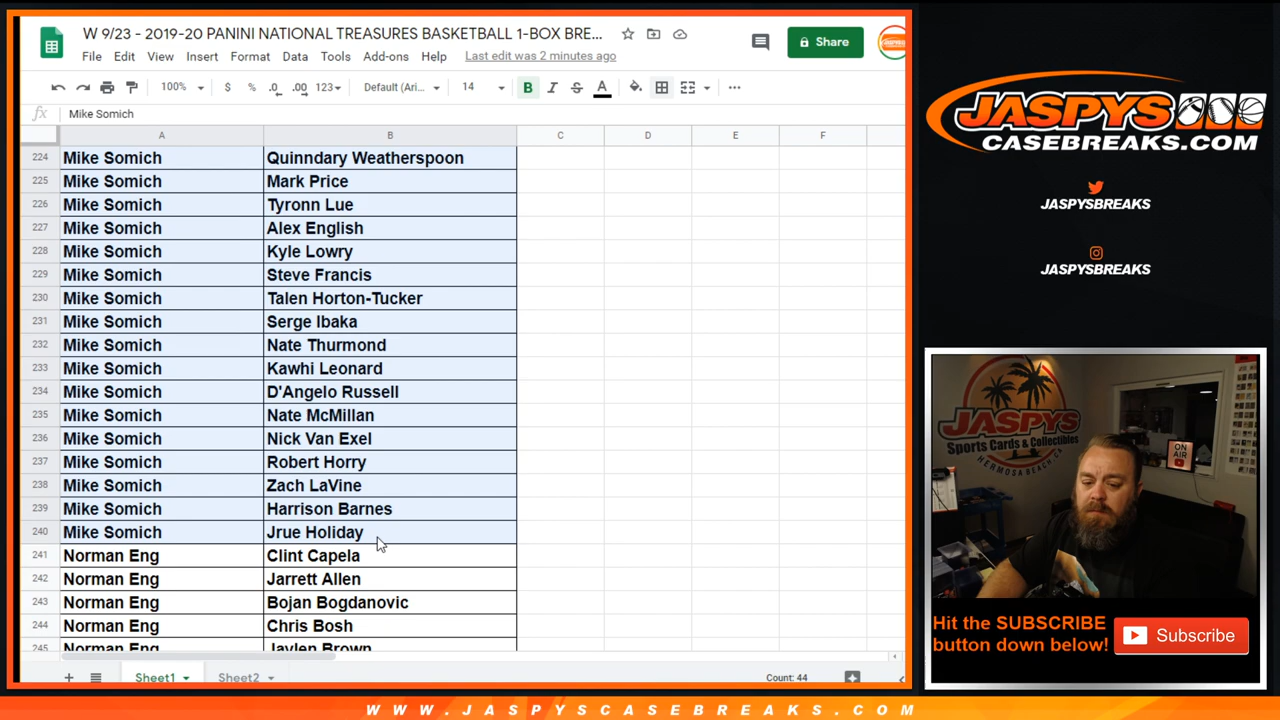 W 9/23 - 2019-20 PANINI NATIONAL TREASURES BASKETBALL 1-BOX BRE...
File Edit View Insert Format Data Tools Add-ons Help Last edit was 2 minutes ago
Share
100% $ % .0 .00 123 Default (Ari... 14 B I S A
fx Mike Somich
A B C D E F
224 Mike Somich Quinndary Weatherspoon
225 Mike Somich Mark Price
226 Mike Somich Tyronn Lue
227 Mike Somich Alex English
228 Mike Somich Kyle Lowry
229 Mike Somich Steve Francis
230 Mike Somich Talen Horton-Tucker
231 Mike Somich Serge Ibaka
232 Mike Somich Nate Thurmond
233 Mike Somich Kawhi Leonard
234 Mike Somich D'Angelo Russell
235 Mike Somich Nate McMillan
236 Mike Somich Nick Van Exel
237 Mike Somich Robert Horry
238 Mike Somich Zach LaVine
239 Mike Somich Harrison Barnes
240 Mike Somich Jrue Holiday
241 Norman Eng Clint Capela
242 Norman Eng Jarrett Allen
243 Norman Eng Bojan Bogdanovic
244 Norman Eng Chris Bosh
245 Norman Eng Jaylen Brown
Sheet1 Sheet2 Count: 44
JASPYS
CASEBREAKS.COM
JASPYSBREAKS
JASPYSBREAKS
JASPYS
Sports Cards & Collectibles
HERMOSA BEACH, CA
ON AIR
Hit the SUBSCRIBE
button down below!
Subscribe
WWW.JASPYSCASEBREAKS.COM